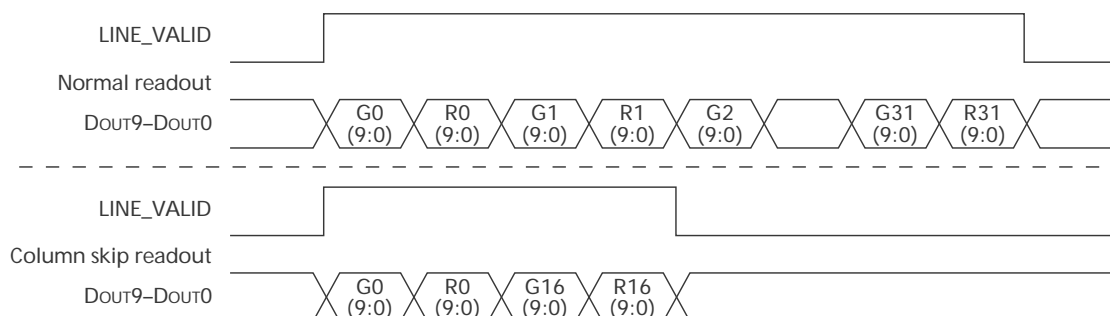 LINE_VALID
Normal readout
DOUT9–DOUT0
G0 (9:0) R0 (9:0) G1 (9:0) R1 (9:0) G2 (9:0) G31 (9:0) R31 (9:0)
LINE_VALID
Column skip readout
DOUT9–DOUT0
G0 (9:0) R0 (9:0) G16 (9:0) R16 (9:0)